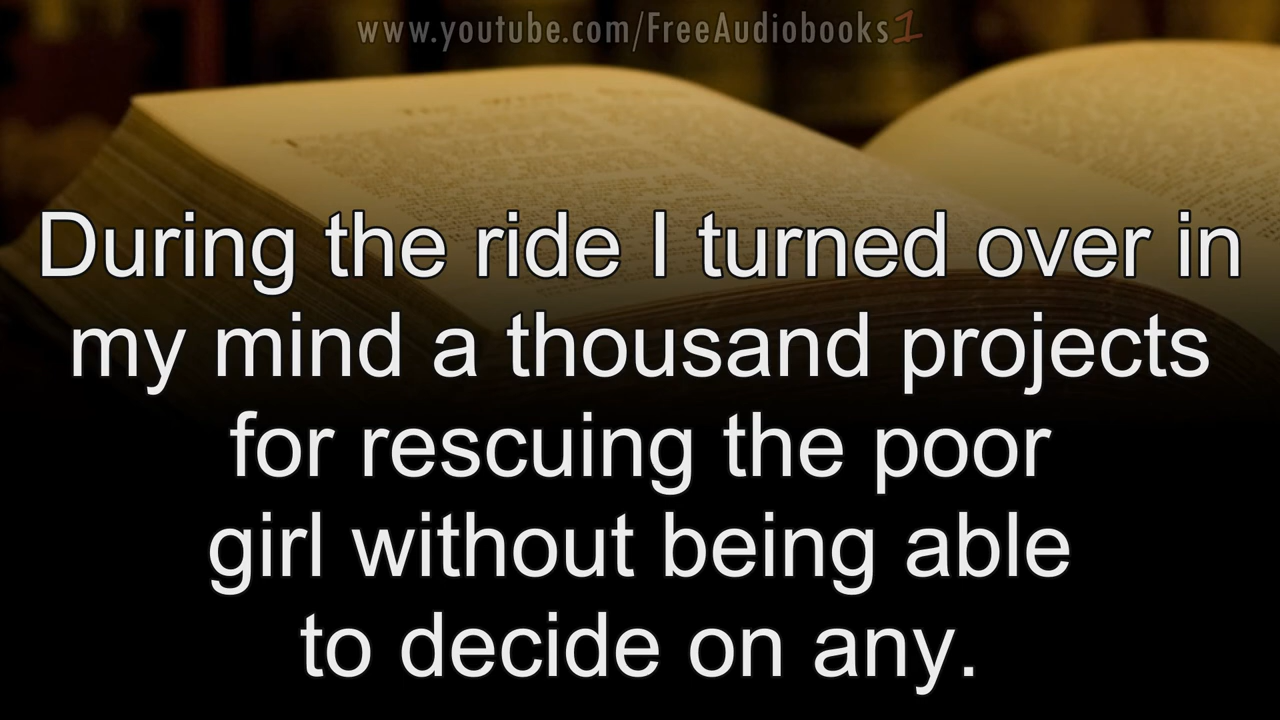 www.youtube.com/FreeAudiobooks1
During the ride I turned over in
my mind a thousand projects
for rescuing the poor
girl without being able
to decide on any.